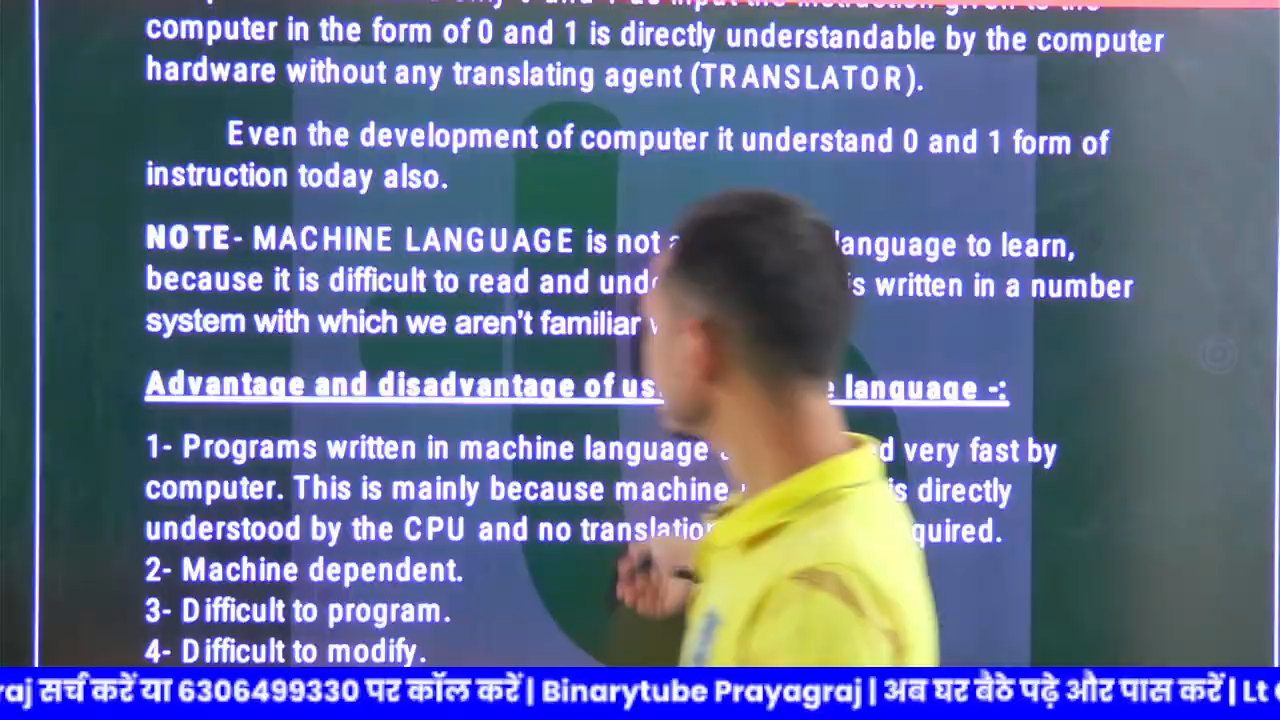 computer in the form of 0 and 1 is directly understandable by the computer
hardware without any translating agent (TRANSLATOR).
Even the development of computer it understand 0 and 1 form of
instruction today also.
NOTE- MACHINE LANGUAGE is not language to learn,
because it is difficult to read and is written in a number
system with which we aren't familiar
Advantage and disadvantage of language -:
1- Programs written in machine language very fast by
computer. This is mainly because machine is directly
understood by the CPU and no
2- Machine dependent.
3- Difficult to program.
4- Difficult to modify.
सर्च करें या 6306499330 पर कॉल करें | Binarytube Prayagraj | अब घर बैठे पढ़े और पास करें | Lt